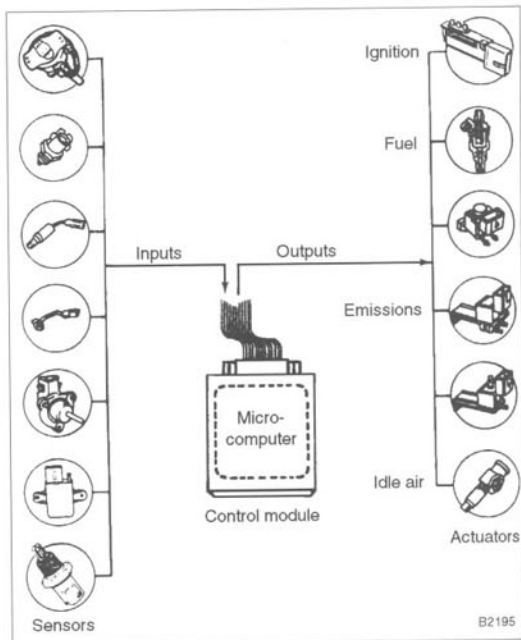 Ignition
Fuel
Inputs
Outputs
Emissions
Micro-
computer
Idle air
Control module
Actuators
Sensors
B2195